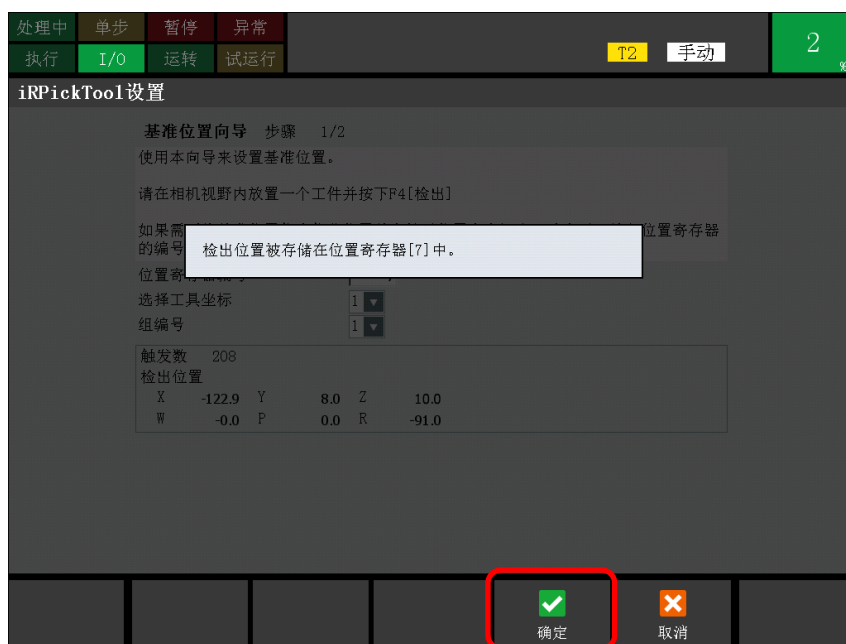 处理中 单步 暂停 异常
执行 I/O 运转 试运行
T2 手动
2
%
iRPickTool设置
基准位置向导 步骤 1/2
使用本向导来设置基准位置。
请在相机视野内放置一个工件并按下F4[检出]
如果需 位置寄存器
的编号
检出位置被存储在位置寄存器[7]中。
位置寄
选择工具坐标 1
组编号 1
触发数 208
检出位置
X -122.9 Y 8.0 Z 10.0
W -0.0 P 0.0 R -91.0
确定 取消